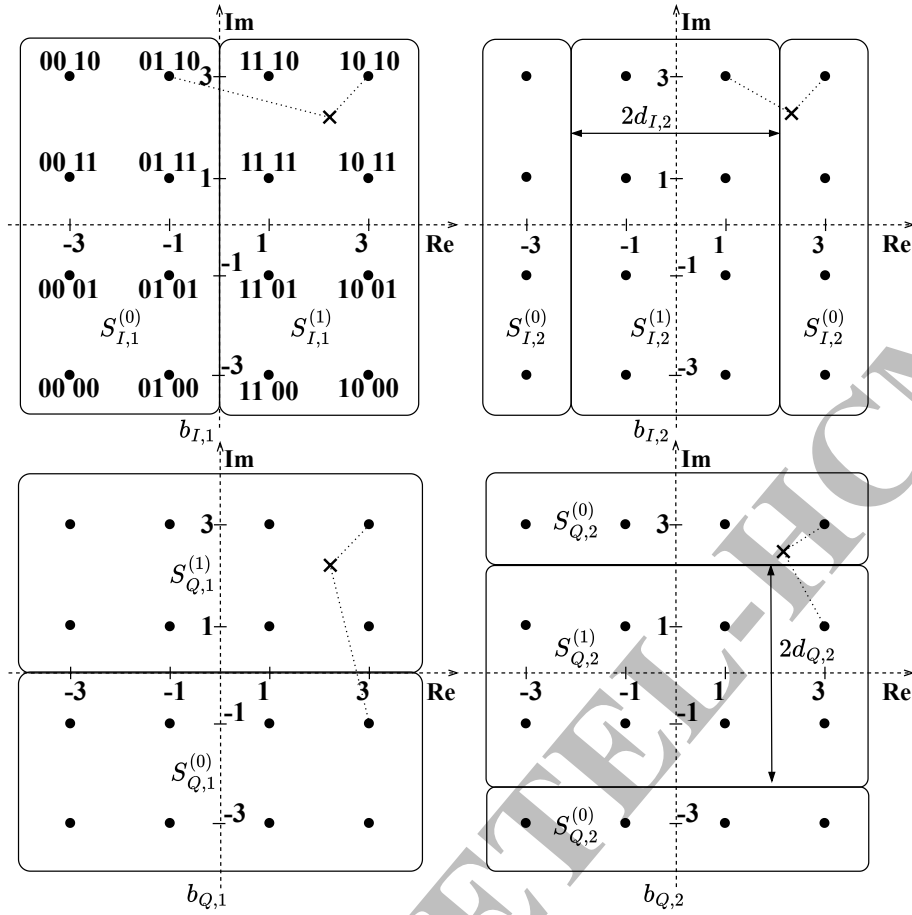 Im
00 10 01 10 11 10 10 10
3
00 11 01 11 11 11 10 11
1
-3 -1 1 3 Re
-1
00 01 01 01 11 01 10 01
S_{I,1}^{(0)} S_{I,1}^{(1)}
-3
00 00 01 00 11 00 10 00
b_{I,1}
Im
3
2d_{I,2}
1
-3 -1 1 3 Re
-1
S_{I,2}^{(0)} S_{I,2}^{(1)} S_{I,2}^{(0)}
-3
b_{I,2}
Im
3
S_{Q,1}^{(1)}
1
-3 -1 1 3 Re
-1
S_{Q,1}^{(0)}
-3
b_{Q,1}
Im
S_{Q,2}^{(0)} 3
1
S_{Q,2}^{(1)} 2d_{Q,2}
-3 -1 1 3 Re
-1
S_{Q,2}^{(0)} -3
b_{Q,2}
ETEL-HCM